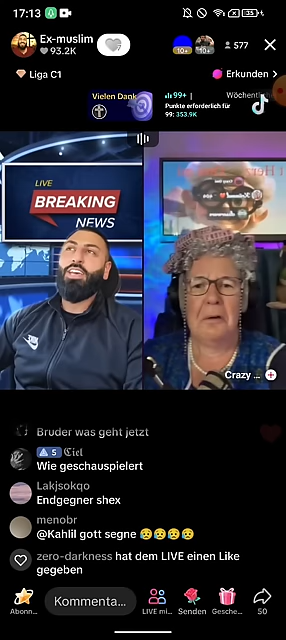 17:13
35
Ex-muslim
93.2K
577
Liga C1
Erkunden >
Vielen Dank
99+ |
Punkte erforderlich für
99: 353.9K
LIVE
BREAKING
NEWS
Crazy ...
Bruder was geht jetzt
5 Ciel
Wie geschauspielert
Lakjsokqo
Endgegner shex
menobr
@Kahlil gott segne 😢😢😢😢
zero-darkness hat dem LIVE einen Like
gegeben
Abonn...
Kommenta...
LIVE mi...
Senden
Gesche...
50